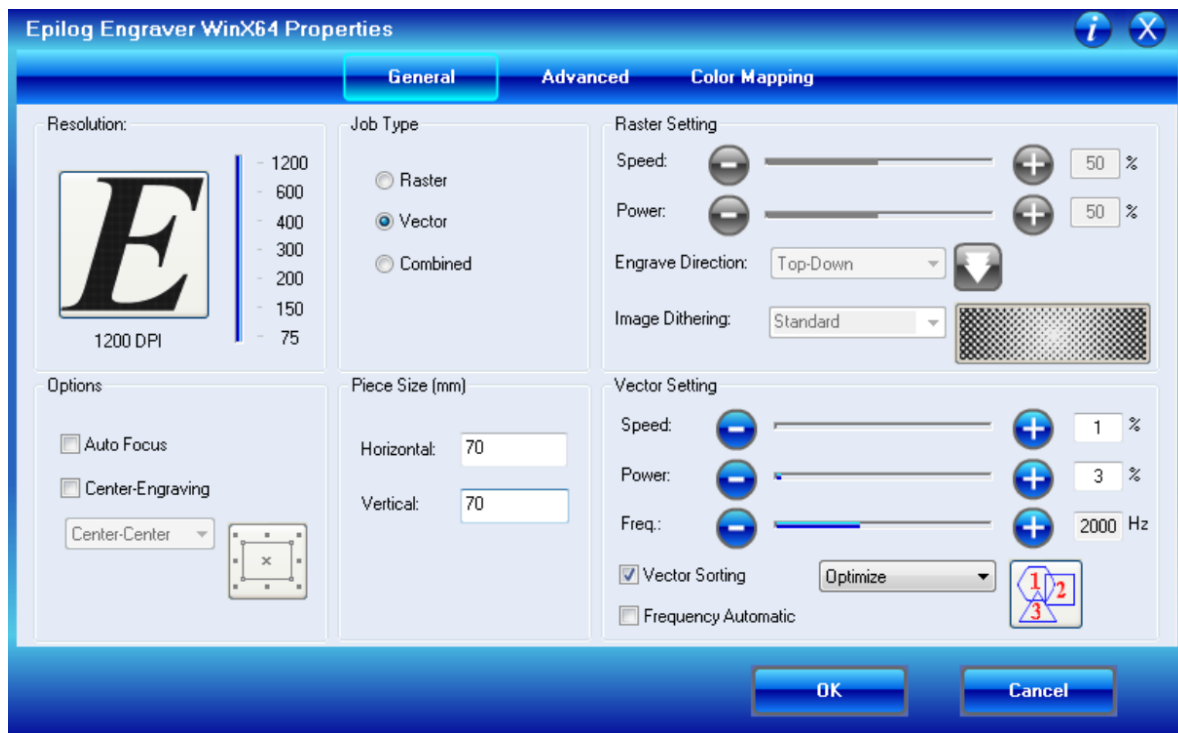 Epilog Engraver WinX64 Properties
i X
General Advanced Color Mapping
Resolution:
E
1200 DPI
1200
600
400
300
200
150
75
Job Type
Raster
Vector
Combined
Raster Setting
Speed: 50 %
Power: 50 %
Engrave Direction: Top-Down
Image Dithering: Standard
Options
Auto Focus
Center-Engraving
Center-Center
Piece Size (mm)
Horizontal: 70
Vertical: 70
Vector Setting
Speed: 1 %
Power: 3 %
Freq.: 2000 Hz
Vector Sorting Optimize
Frequency Automatic
1
2
3
OK Cancel